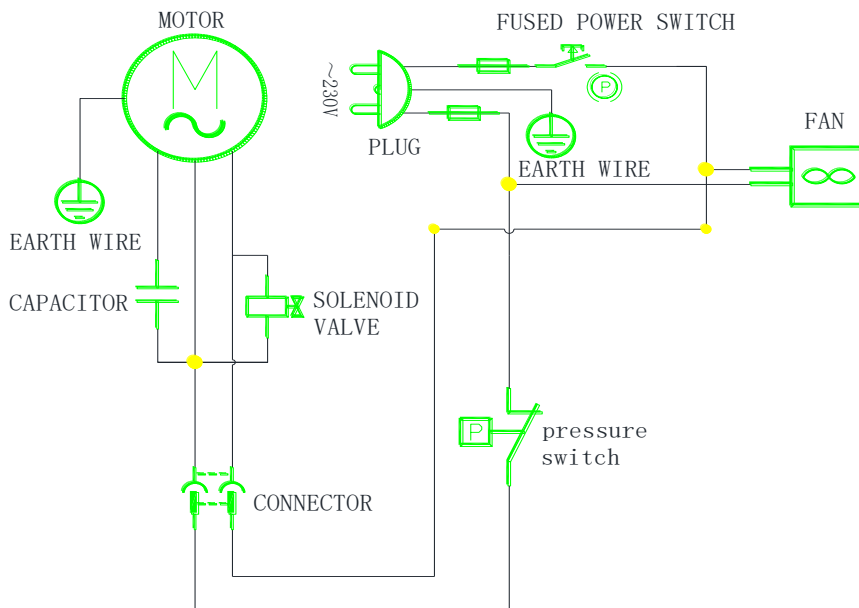 MOTOR
FUSED POWER SWITCH
M
~230V
P
PLUG
FAN
EARTH WIRE
EARTH WIRE
CAPACITOR
SOLENOID
VALVE
P
pressure
switch
CONNECTOR